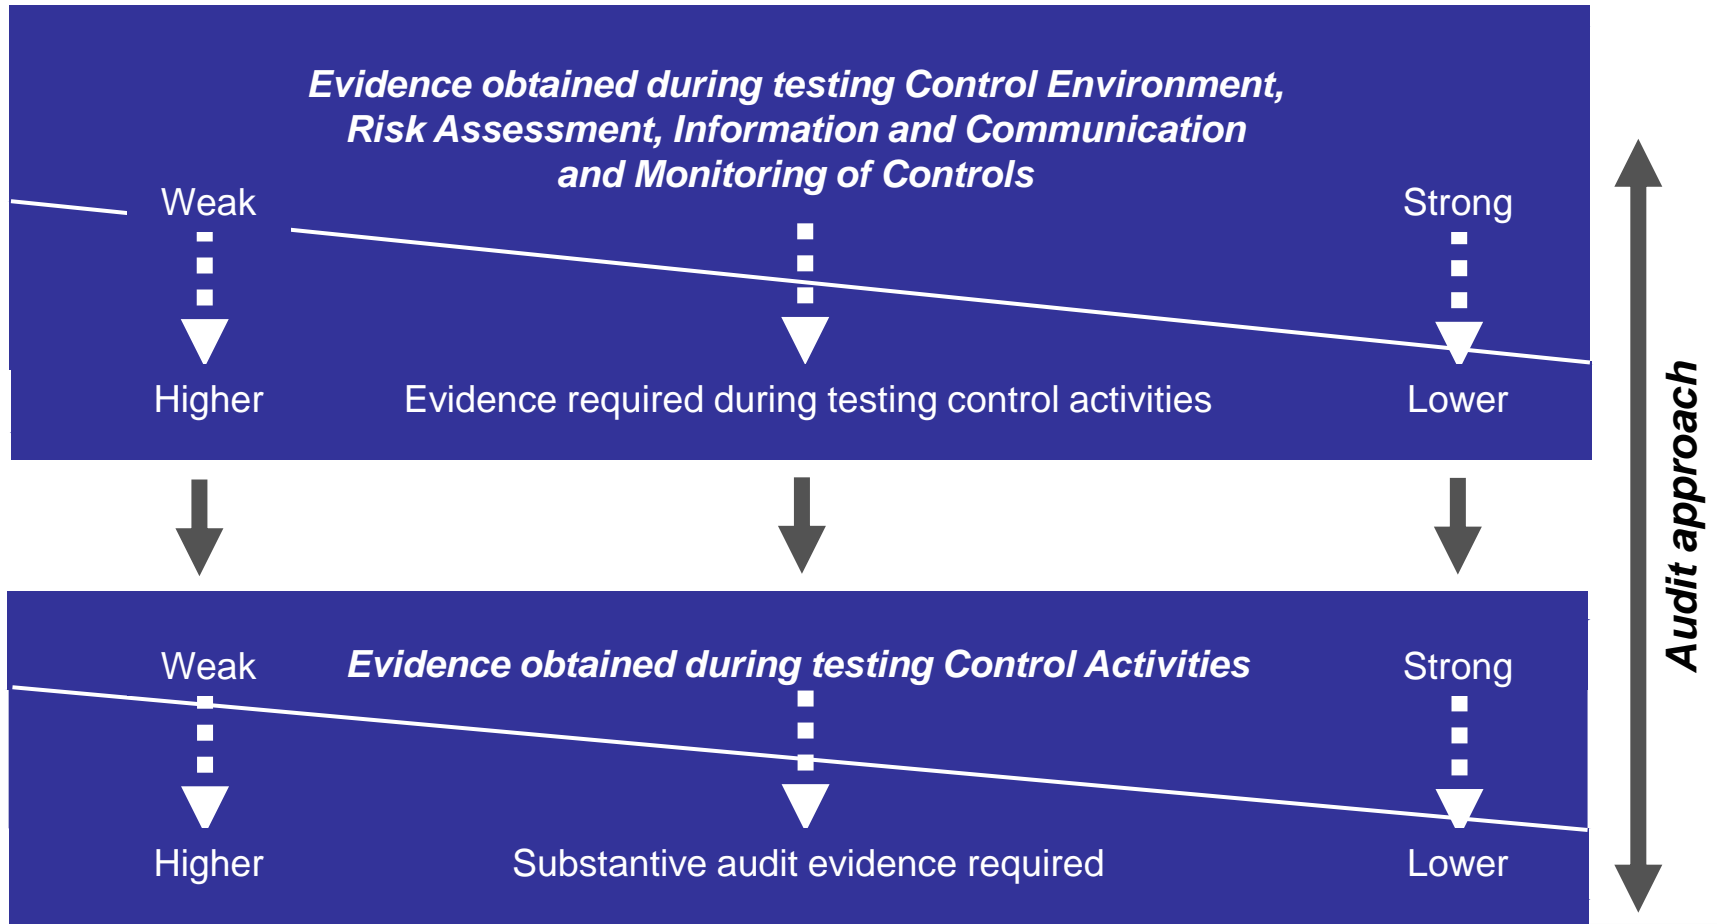 Evidence obtained during testing Control Environment,
Risk Assessment, Information and Communication
and Monitoring of Controls
Weak
Strong
Higher
Evidence required during testing control activities
Lower
Weak
Evidence obtained during testing Control Activities
Strong
Higher
Substantive audit evidence required
Lower
Audit approach